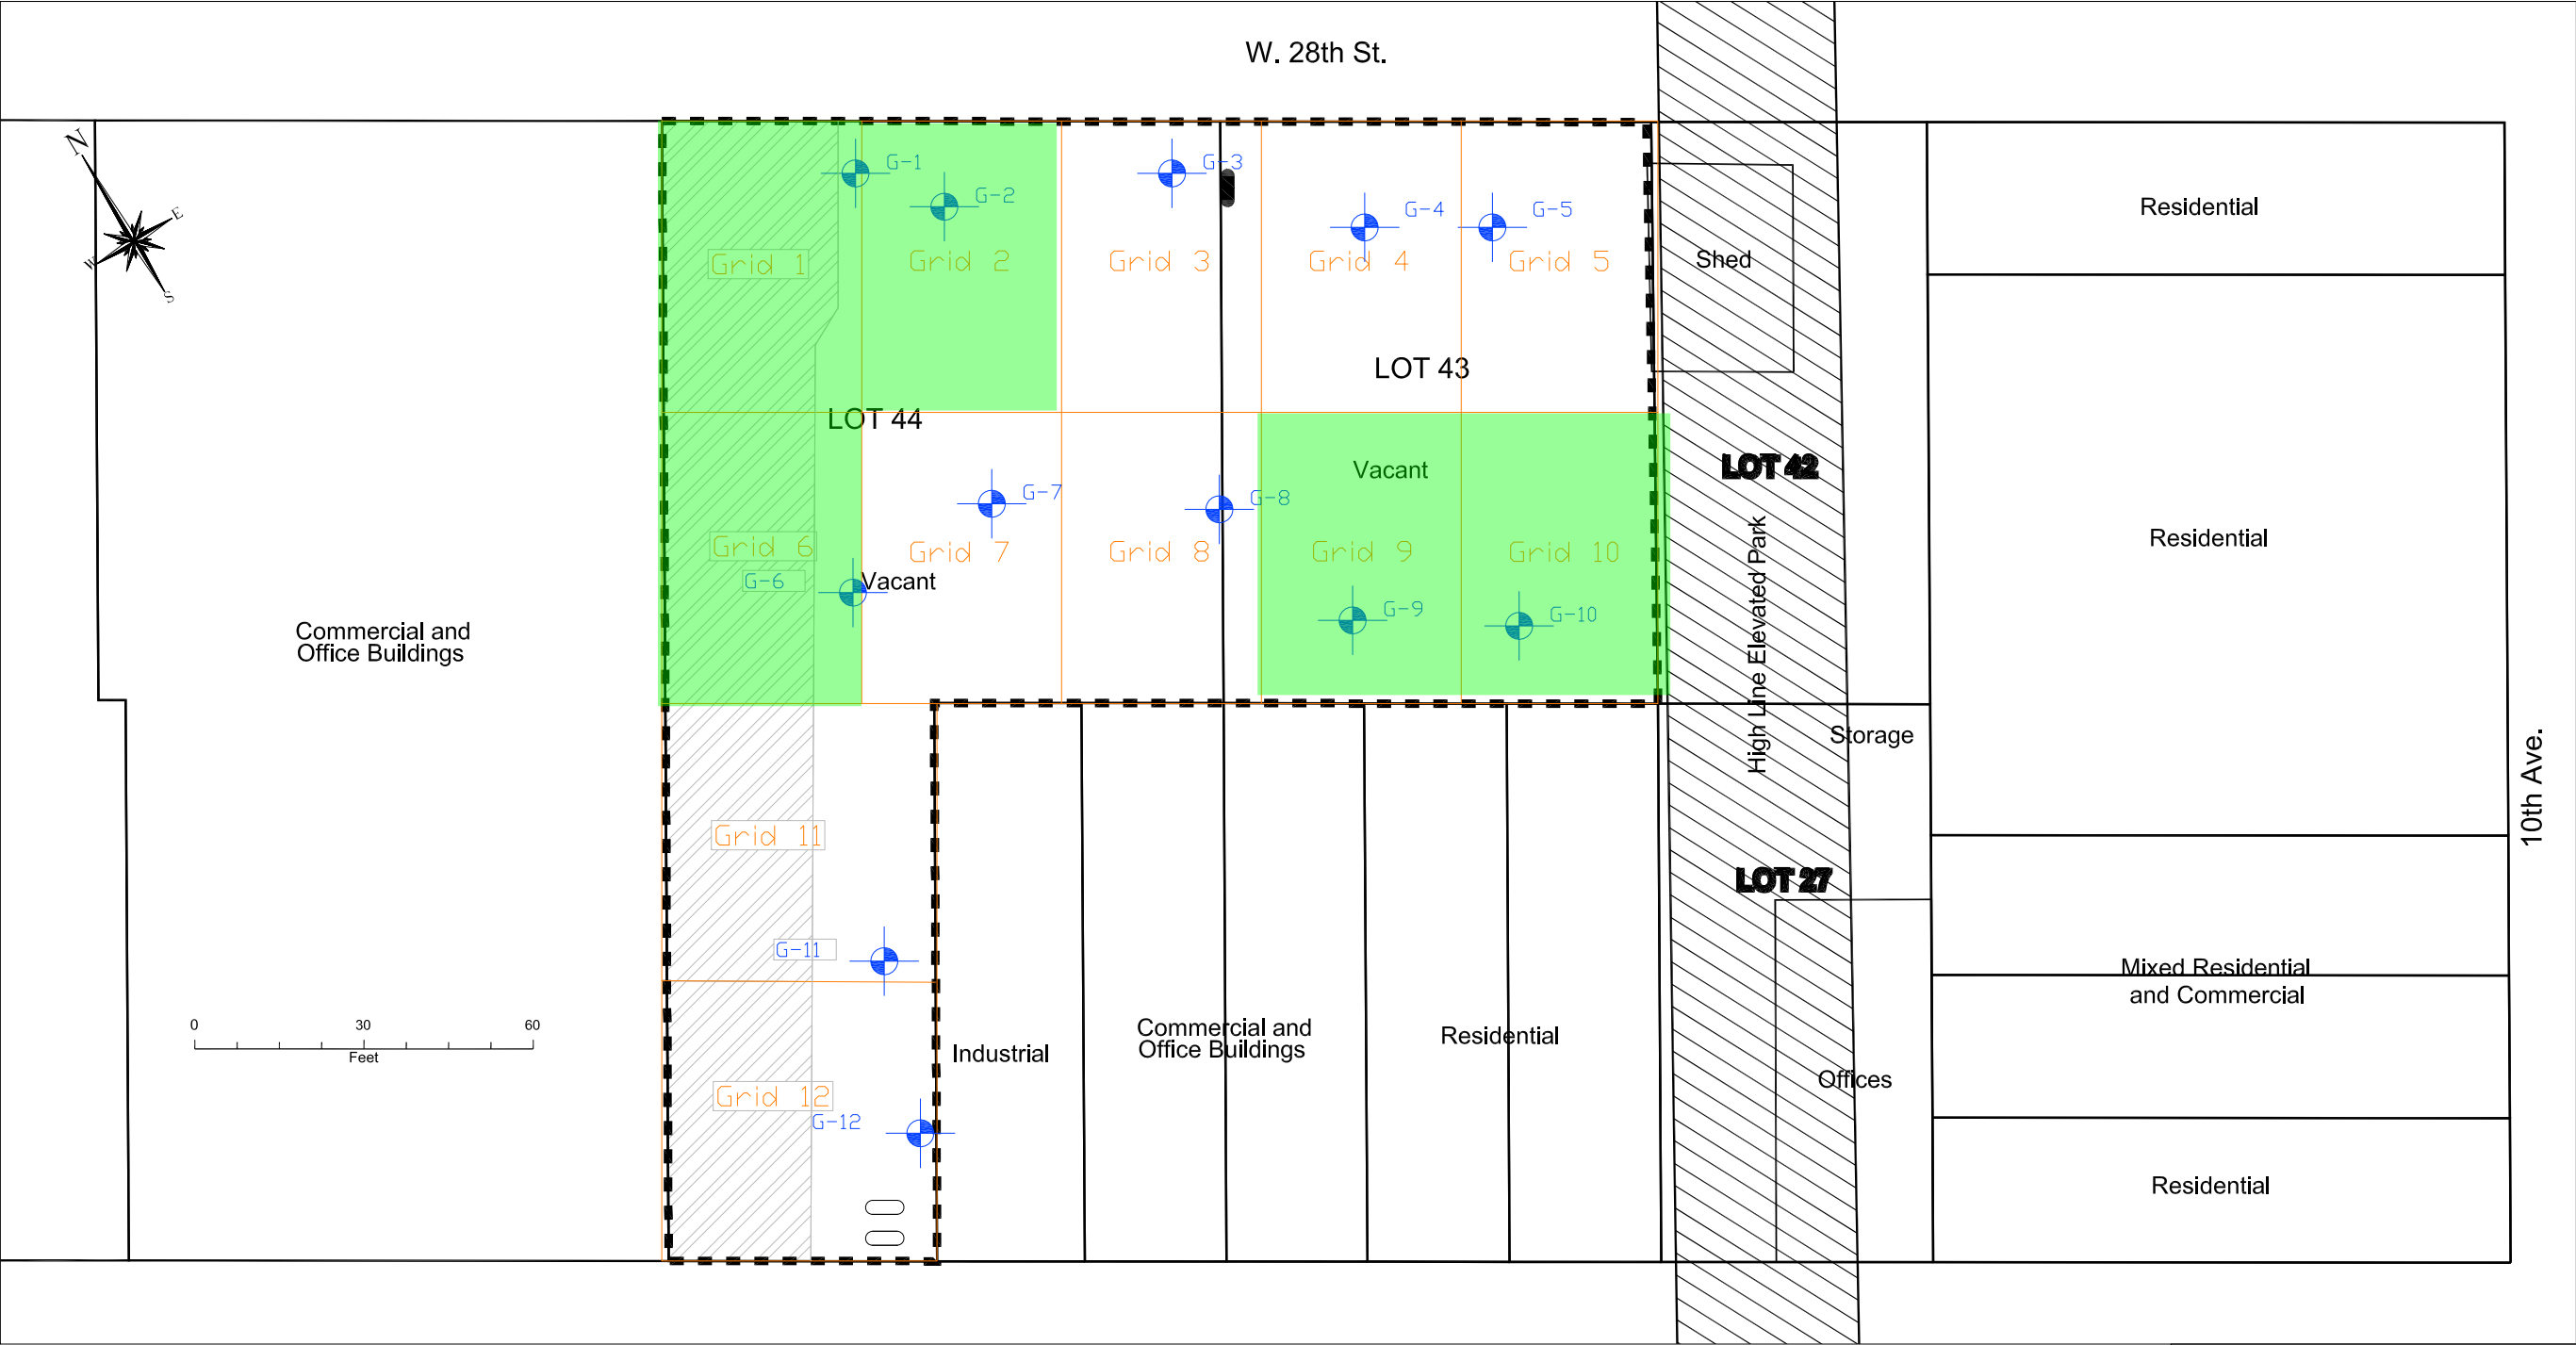 W. 28th St.
N
E
W
S
G-1
G-2
G-3
G-4
G-5
Grid 1
Grid 2
Grid 3
Grid 4
Grid 5
Shed
Residential
LOT 43
LOT 44
Vacant
LOT 42
G-7
G-8
Grid 6
Grid 7
Grid 8
Grid 9
Grid 10
G-6
Vacant
G-9
G-10
High Line Elevated Park
Residential
Commercial and
Office Buildings
Storage
10th Ave.
Grid 11
LOT 27
G-11
Mixed Residential
and Commercial
0 30 60
Feet
Industrial
Commercial and
Office Buildings
Residential
Offices
Grid 12
G-12
Residential